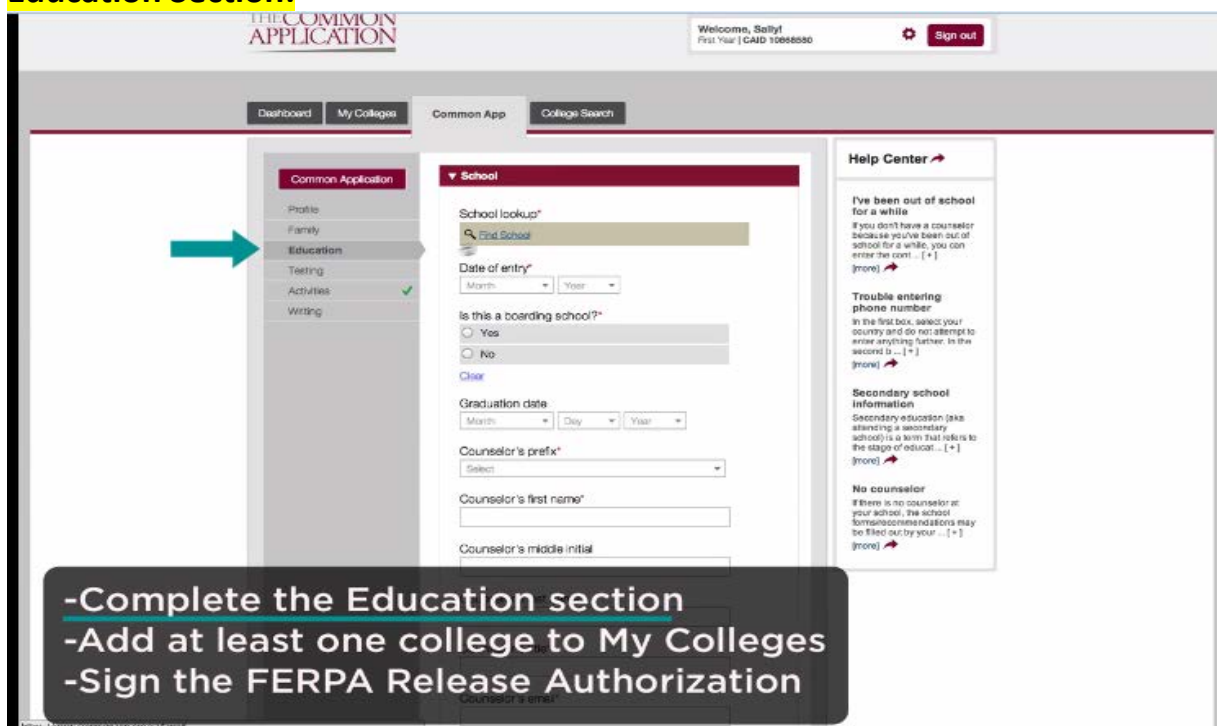 Education section:
THE COMMON
APPLICATION
Welcome, Sally!
First Year | CAID 10868680
Sign out
Dashboard
My Colleges
Common App
College Search
Common Application
Profile
Family
Education
Testing
Activities
Writing
School
School lookup*
Find School
Date of entry*
Month
Year
Is this a boarding school?*
Yes
No
Clear
Graduation date
Month
Day
Year
Counselor's prefix*
Select
Counselor's first name*
Counselor's middle initial
Counselor's email*
Help Center
I've been out of school
for a while
If you don't have a counselor
because you've been out of
school for a while, you can
enter the cont ... [ + ]
[more]
Trouble entering
phone number
In the first box, select your
country and do not attempt to
enter anything further. In the
second b ... [ + ]
[more]
Secondary school
information
Secondary education (aka
attending a secondary
school) is a term that refers to
the stage of educat... [ + ]
[more]
No counselor
If there is no counselor at
your school, the school
forms/recommendations may
be filled out by your ... [ + ]
[more]
-Complete the Education section
-Add at least one college to My Colleges
-Sign the FERPA Release Authorization